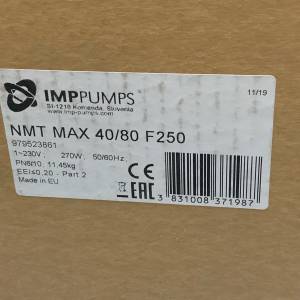 IMPPUMPS
SI-1218 Komenda, Slovenia
imp-pumps.com
11/19
NMT MAX 40/80 F250
979523861
1~230V, 270W, 50/60Hz
PN6/10; 11,45kg
EEI≤0,20 - Part 2
Made in EU
CE EAC
3 831008 371987